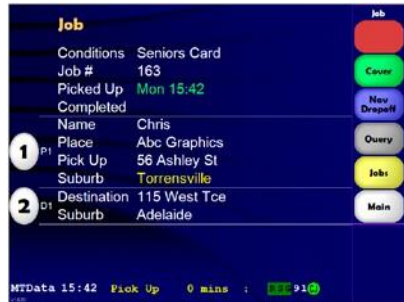 Job
Job
Conditions Seniors Card
Job # 163
Picked Up Mon 15:42
Completed
Name Chris
1 P1 Place Abc Graphics
Pick Up 56 Ashley St
Suburb Torrensville
2 D1 Destination 115 West Tce
Suburb Adelaide
Cover
Nav
Dropoff
Query
Jobs
Main
MTData 15:42 Pick Up 0 mins : 91